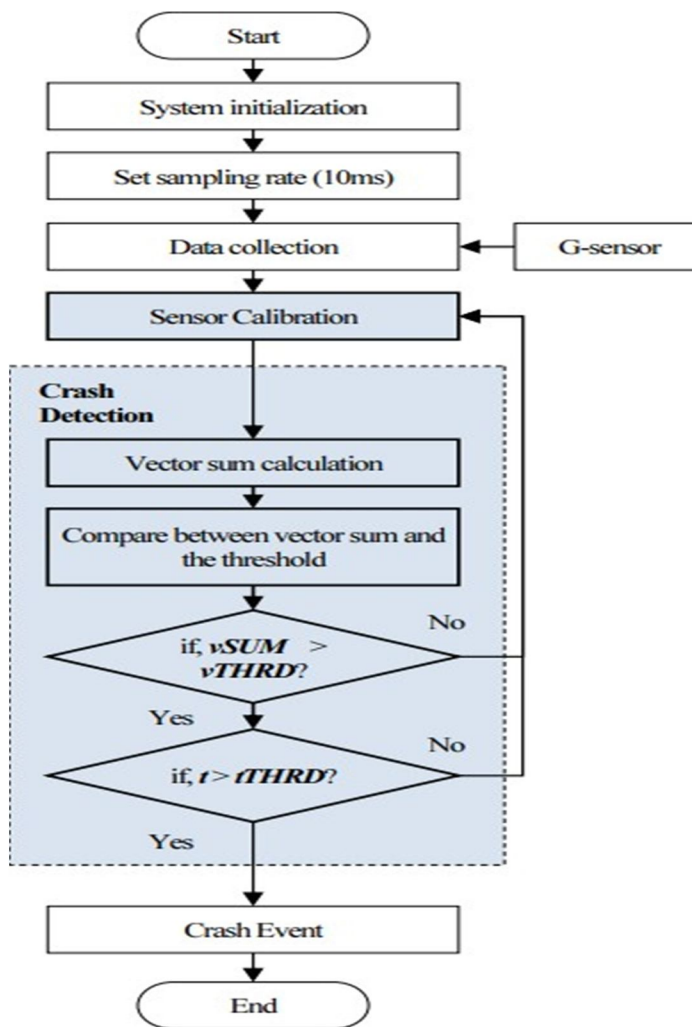 Start
System initialization
Set sampling rate (10ms)
Data collection
G-sensor
Sensor Calibration
Crash
Detection
Vector sum calculation
Compare between vector sum and
the threshold
No
if, vSUM >
vTHRD?
Yes
No
if, t > tTHRD?
Yes
Crash Event
End